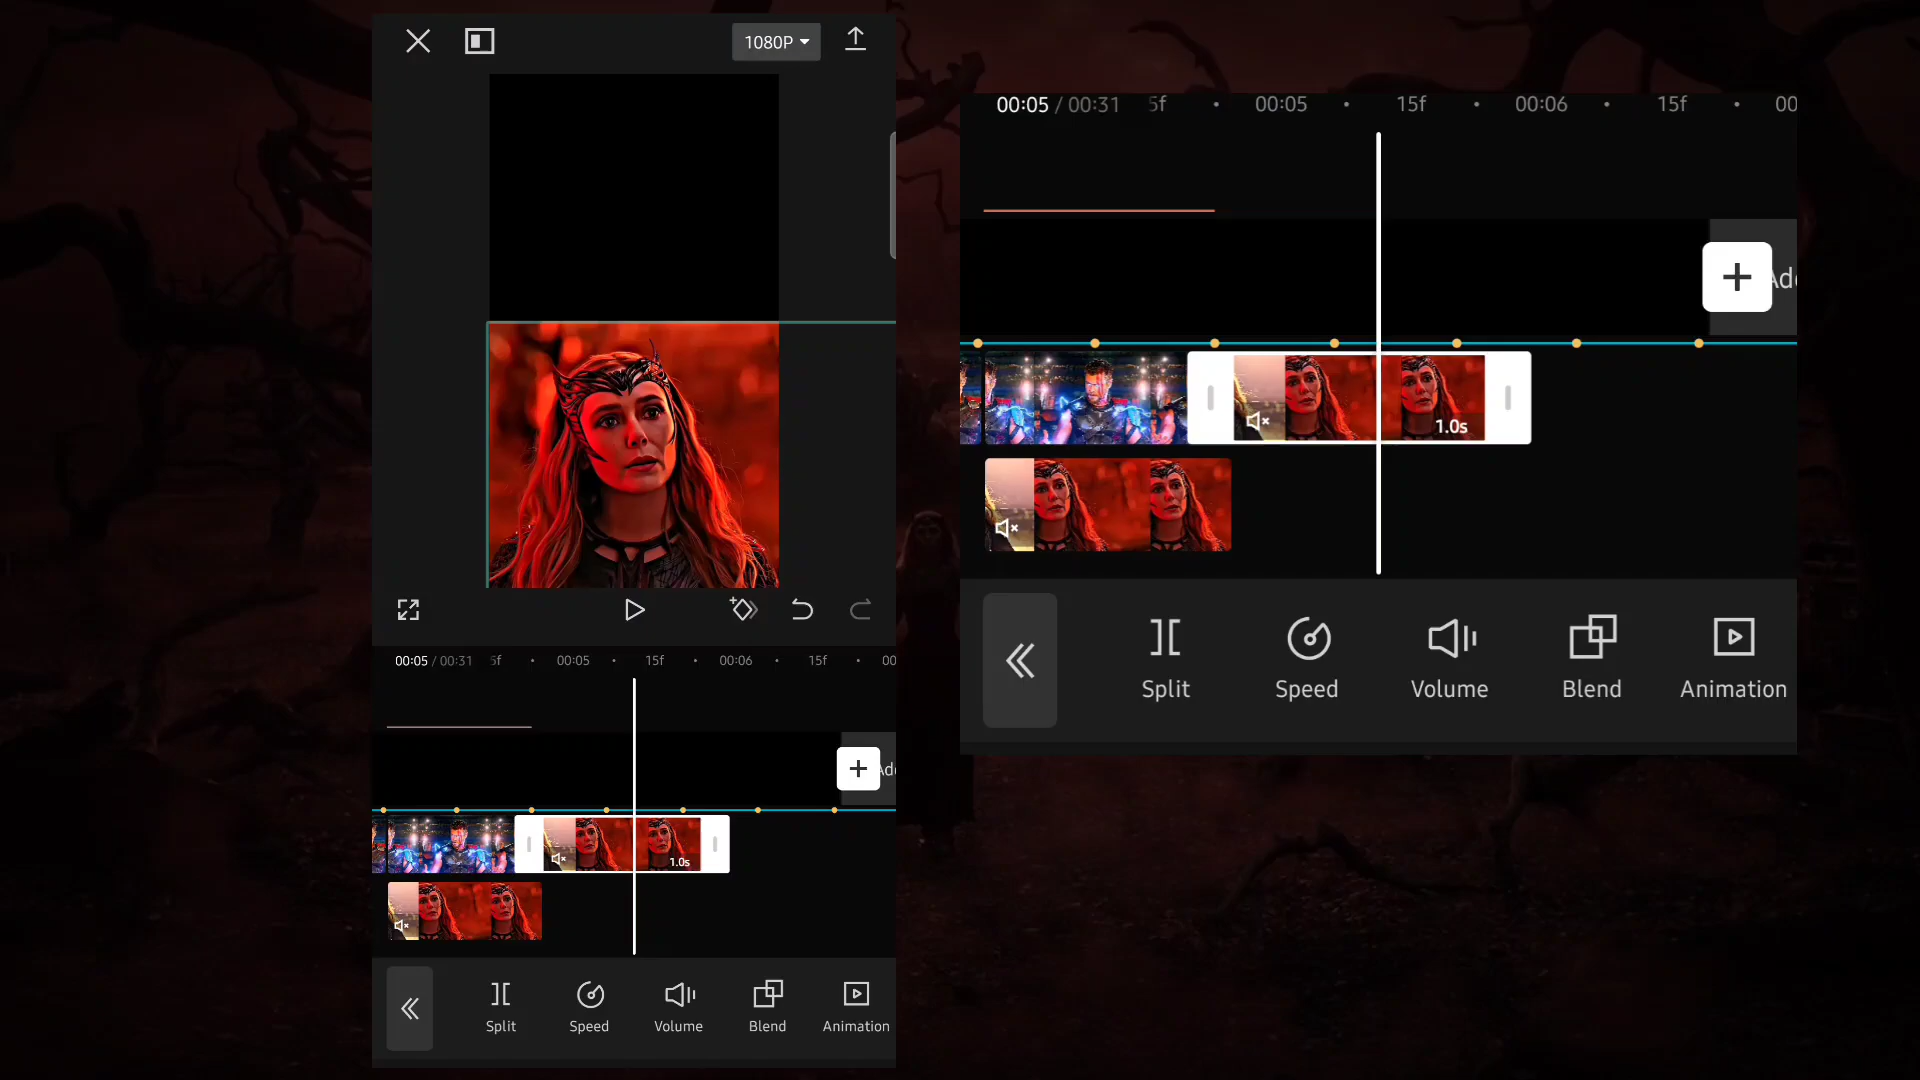 1080P
00:05 / 00:31 5f 00:05 15f 00:06 15f 00
Add
1.0s
Split Speed Volume Blend Animation
00:05 / 00:31 5f 00:05 15f 00:06 15f 00
Add
1.0s
Split Speed Volume Blend Animation